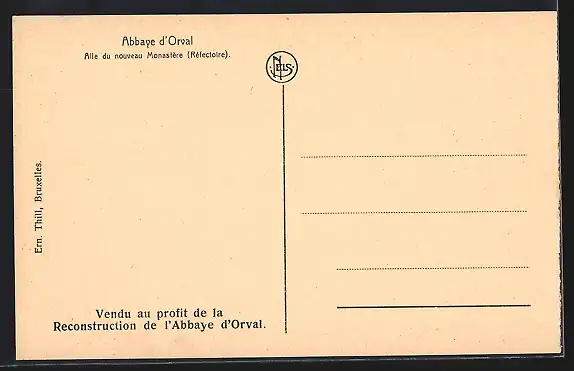 Abbaye d'Orval
Aile du nouveau Monastère (Réfectoire).
NELS
Ern. Thill, Bruxelles.
Vendu au profit de la
Reconstruction de l'Abbaye d'Orval.